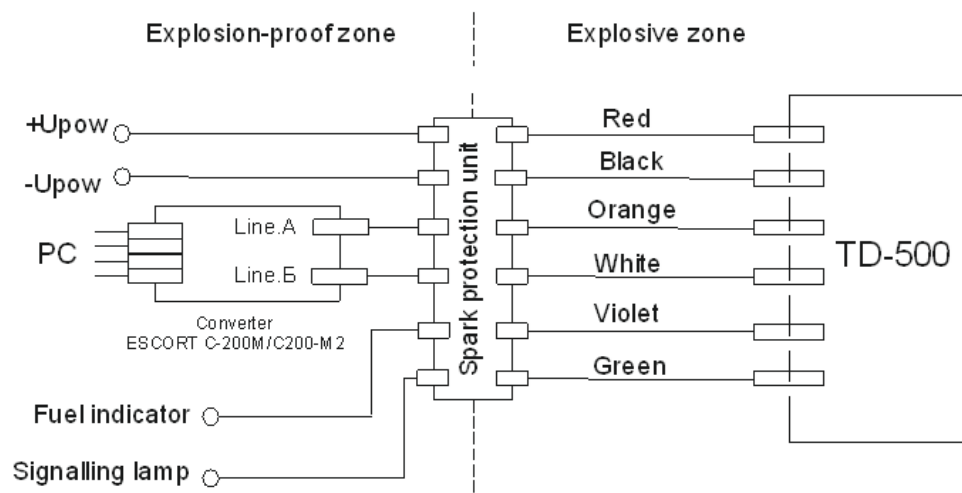 Explosion-proof zone
Explosive zone
+Upow
-Upow
PC
Line.A
Line.Б
Converter
ESCORT C-200M/C200-M2
Fuel indicator
Signalling lamp
Spark protection unit
Red
Black
Orange
White
Violet
Green
TD-500